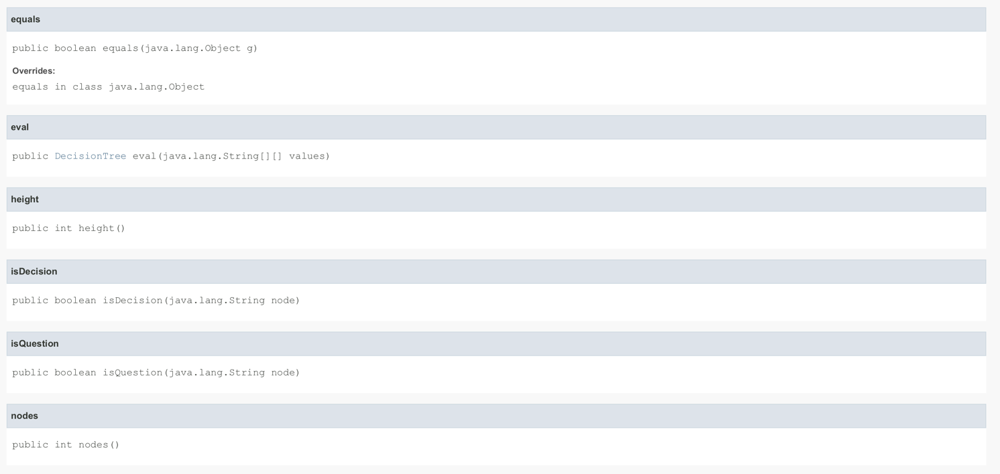 equals
public boolean equals(java.lang.Object g)
Overrides:
equals in class java.lang.Object
eval
public DecisionTree eval(java.lang.String[][] values)
height
public int height()
isDecision
public boolean isDecision(java.lang.String node)
isQuestion
public boolean isQuestion(java.lang.String node)
nodes
public int nodes()